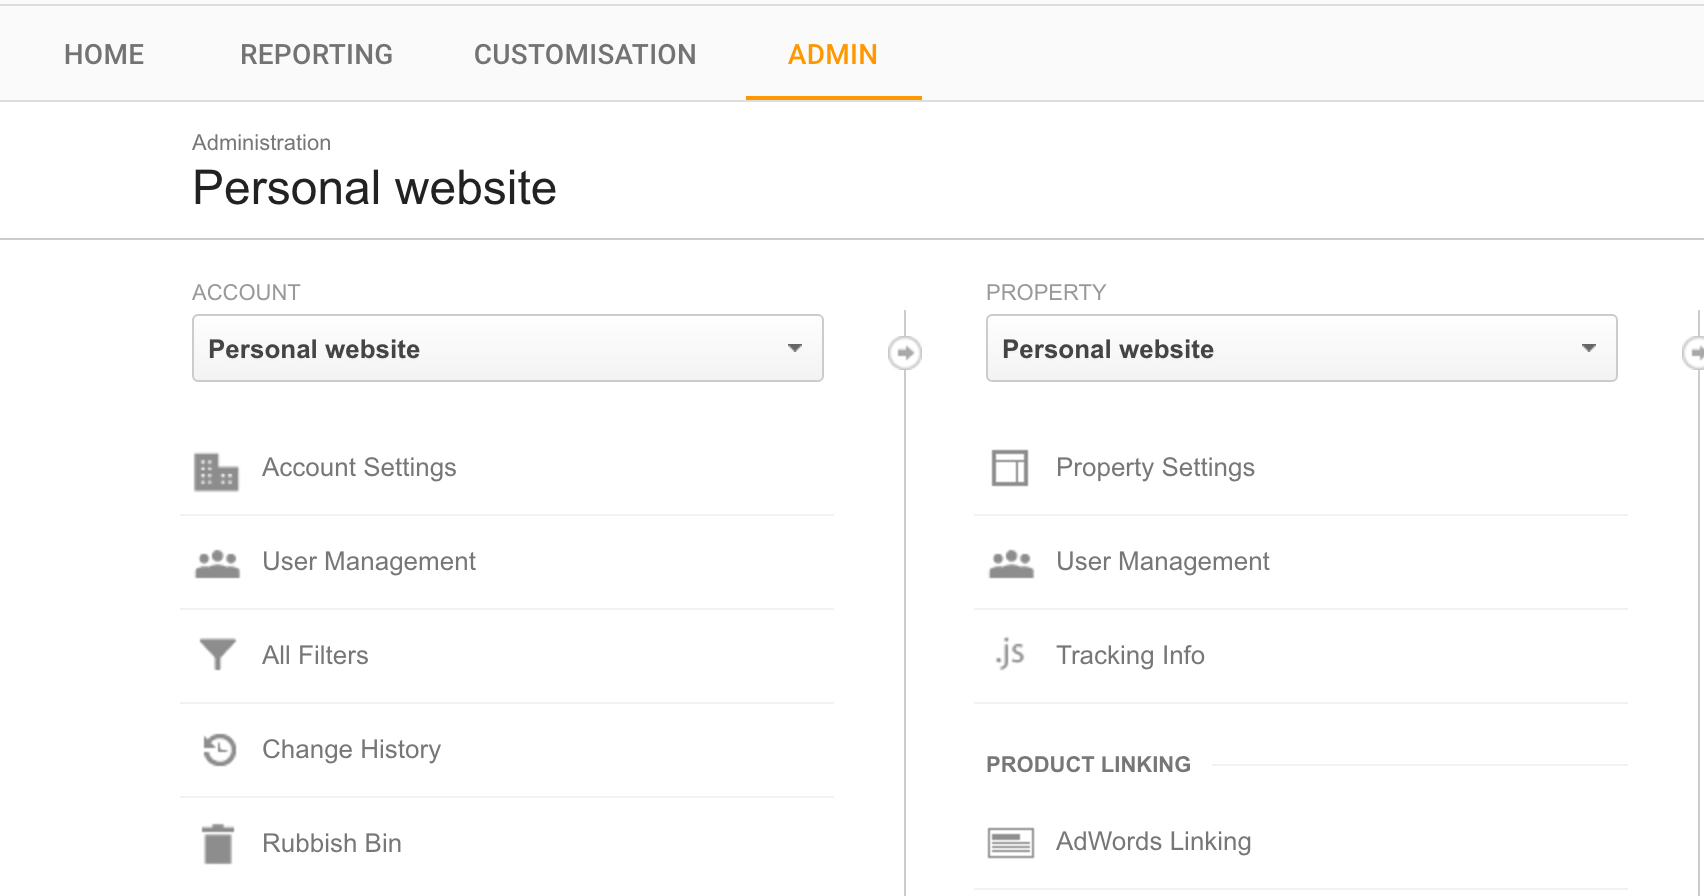 HOME REPORTING CUSTOMISATION ADMIN
Administration
Personal website
ACCOUNT
Personal website
Account Settings
User Management
All Filters
Change History
Rubbish Bin
PROPERTY
Personal website
Property Settings
User Management
.js Tracking Info
PRODUCT LINKING
AdWords Linking